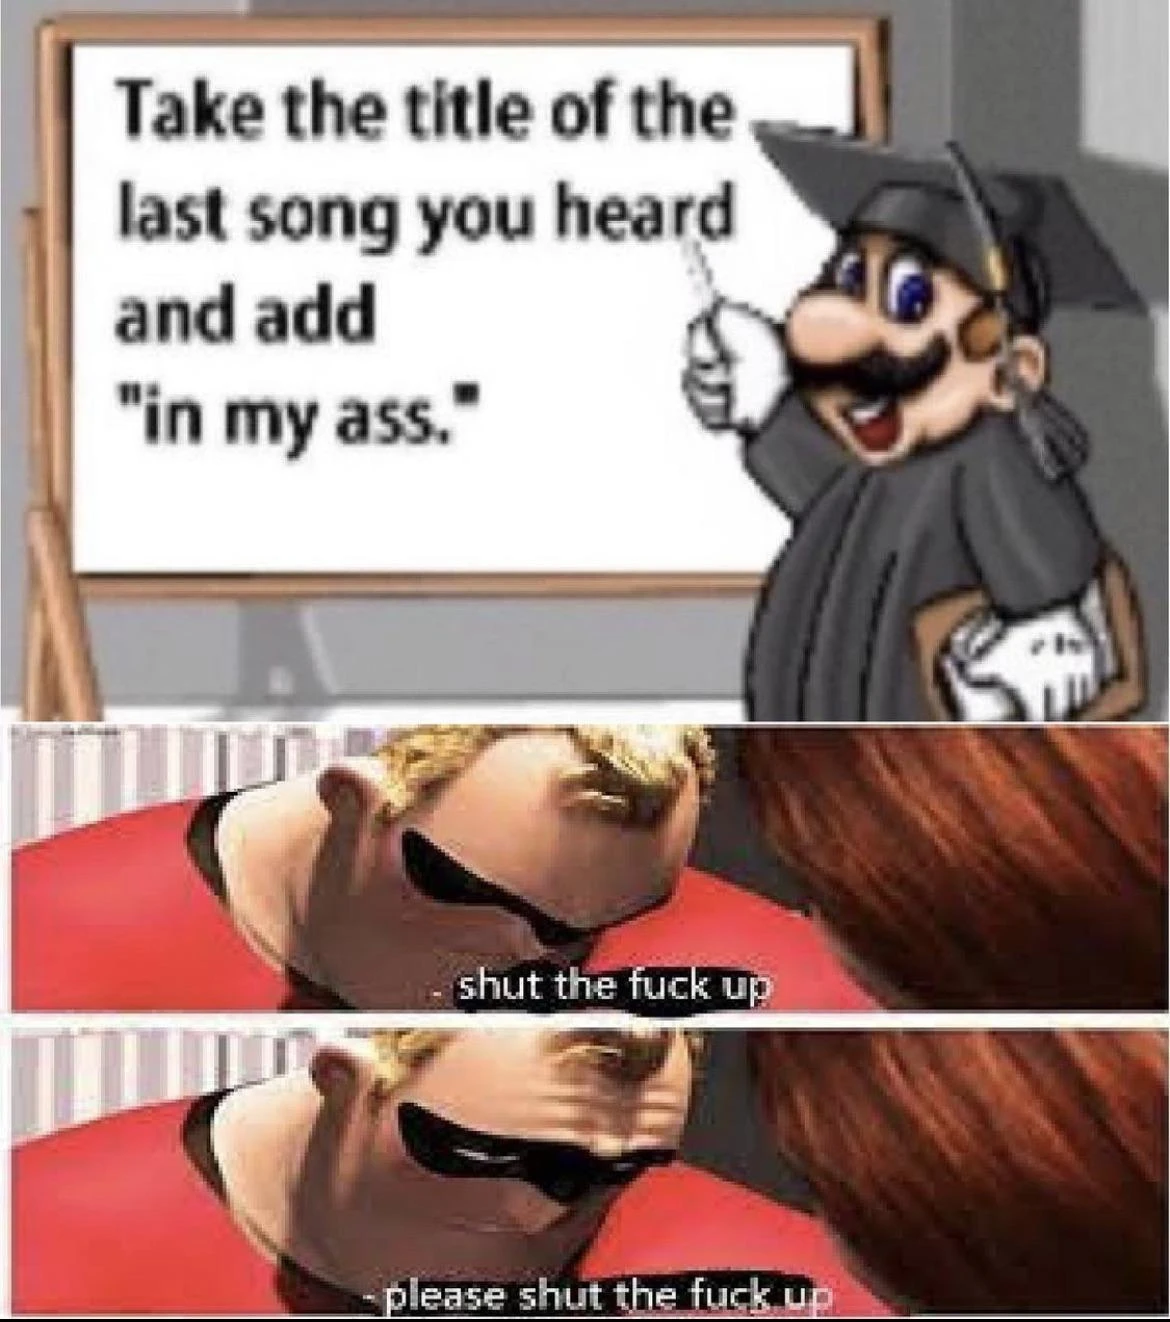 Take the title of the
last song you heard
and add
"in my ass."
- shut the fuck up
- please shut the fuck up